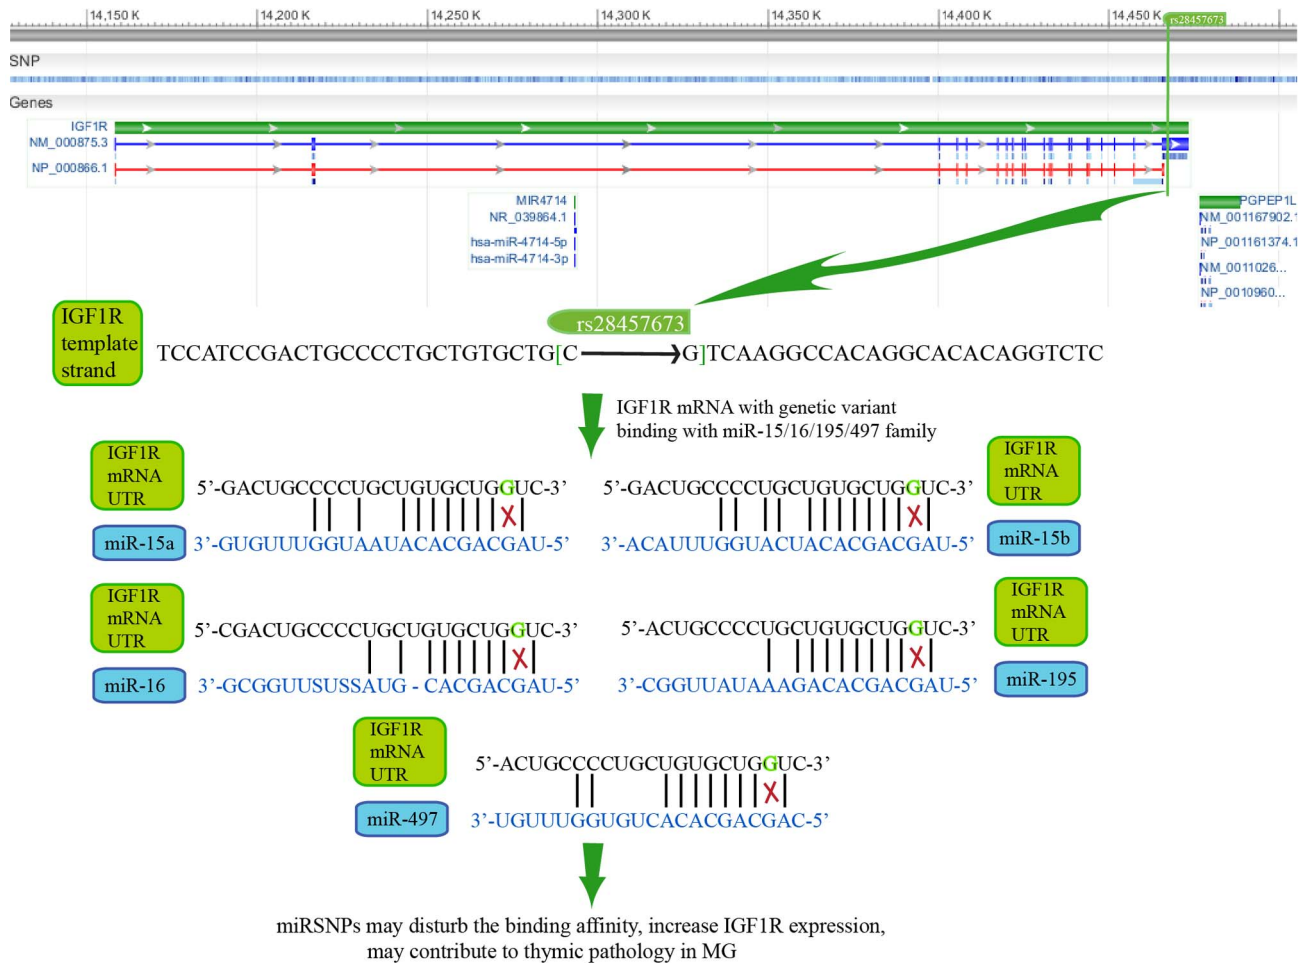 14,150 K 14,200 K 14,250 K 14,300 K 14,350 K 14,400 K 14,450 K rs28457673
SNP
Genes
IGF1R
NM_000875.3
NP_000866.1
MIR4714
NR_039864.1
hsa-miR-4714-5p
hsa-miR-4714-3p
PGPEP1L
NM_001167902.1
NP_001161374.1
NM_0011026...
NP_0010960...
IGF1R
template
strand
rs28457673
TCCATCCGACTGCCCCTGCTGTGCTG[C G]TCAAGGCCACAGGCACACAGGTCTC
IGF1R mRNA with genetic variant
binding with miR-15/16/195/497 family
IGF1R
mRNA
UTR
5’-GACUGCCCCUGCUGUGCUGGUC-3’
miR-15a
3’-GUGUUUGGUAAUACACGACGAU-5’
IGF1R
mRNA
UTR
5’-GACUGCCCCUGCUGUGCUGGUC-3’
miR-15b
3’-ACAUUUGGUACUACACGACGAU-5’
IGF1R
mRNA
UTR
5’-CGACUGCCCCUGCUGUGCUGGUC-3’
miR-16
3’-GCGGUUSUSSAUG - CACGACGAU-5’
IGF1R
mRNA
UTR
5’-ACUGCCCCUGCUGUGCUGGUC-3’
miR-195
3’-CGGUUAUAAAGACACGACGAU-5’
IGF1R
mRNA
UTR
5’-ACUGCCCCUGCUGUGCUGGUC-3’
miR-497
3’-UGUUUGGUGUCACACGACGAC-5’
miRSNPs may disturb the binding affinity, increase IGF1R expression,
may contribute to thymic pathology in MG